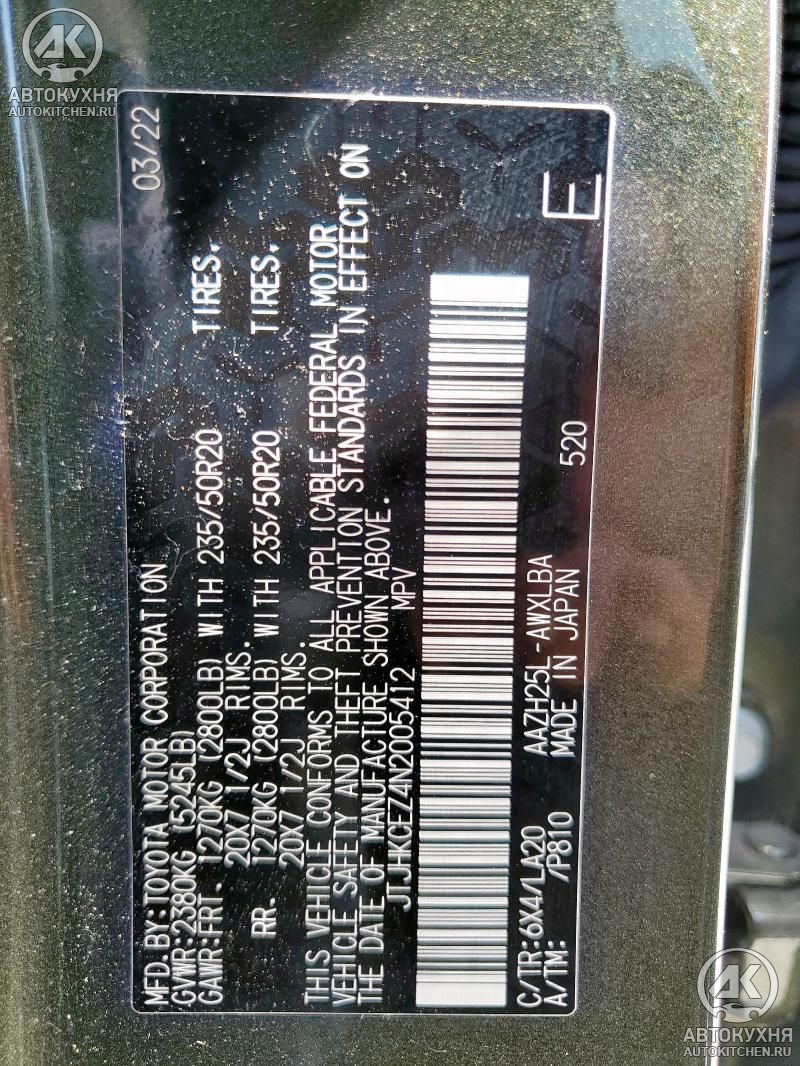 AK
АВТОКУХНЯ
AUTOKITCHEN.RU
MFD.BY:TOYOTA MOTOR CORPORATION 03/22
GVWR:2380KG (5245LB)
GAWR:FRT. 1270KG (2800LB) WITH 235/50R20 TIRES.
20X7 1/2J RIMS.
RR. 1270KG (2800LB) WITH 235/50R20 TIRES.
20X7 1/2J RIMS.
THIS VEHICLE CONFORMS TO ALL APPLICABLE FEDERAL MOTOR
VEHICLE SAFETY AND THEFT PREVENTION STANDARDS IN EFFECT ON
THE DATE OF MANUFACTURE SHOWN ABOVE.
JTJHKCEZ4N2005412 MPV
C/TR:6X4/LA20 AAZH25L-AWXLBA
A/TM: /P810 MADE IN JAPAN 520 E
AK
АВТОКУХНЯ
AUTOKITCHEN.RU